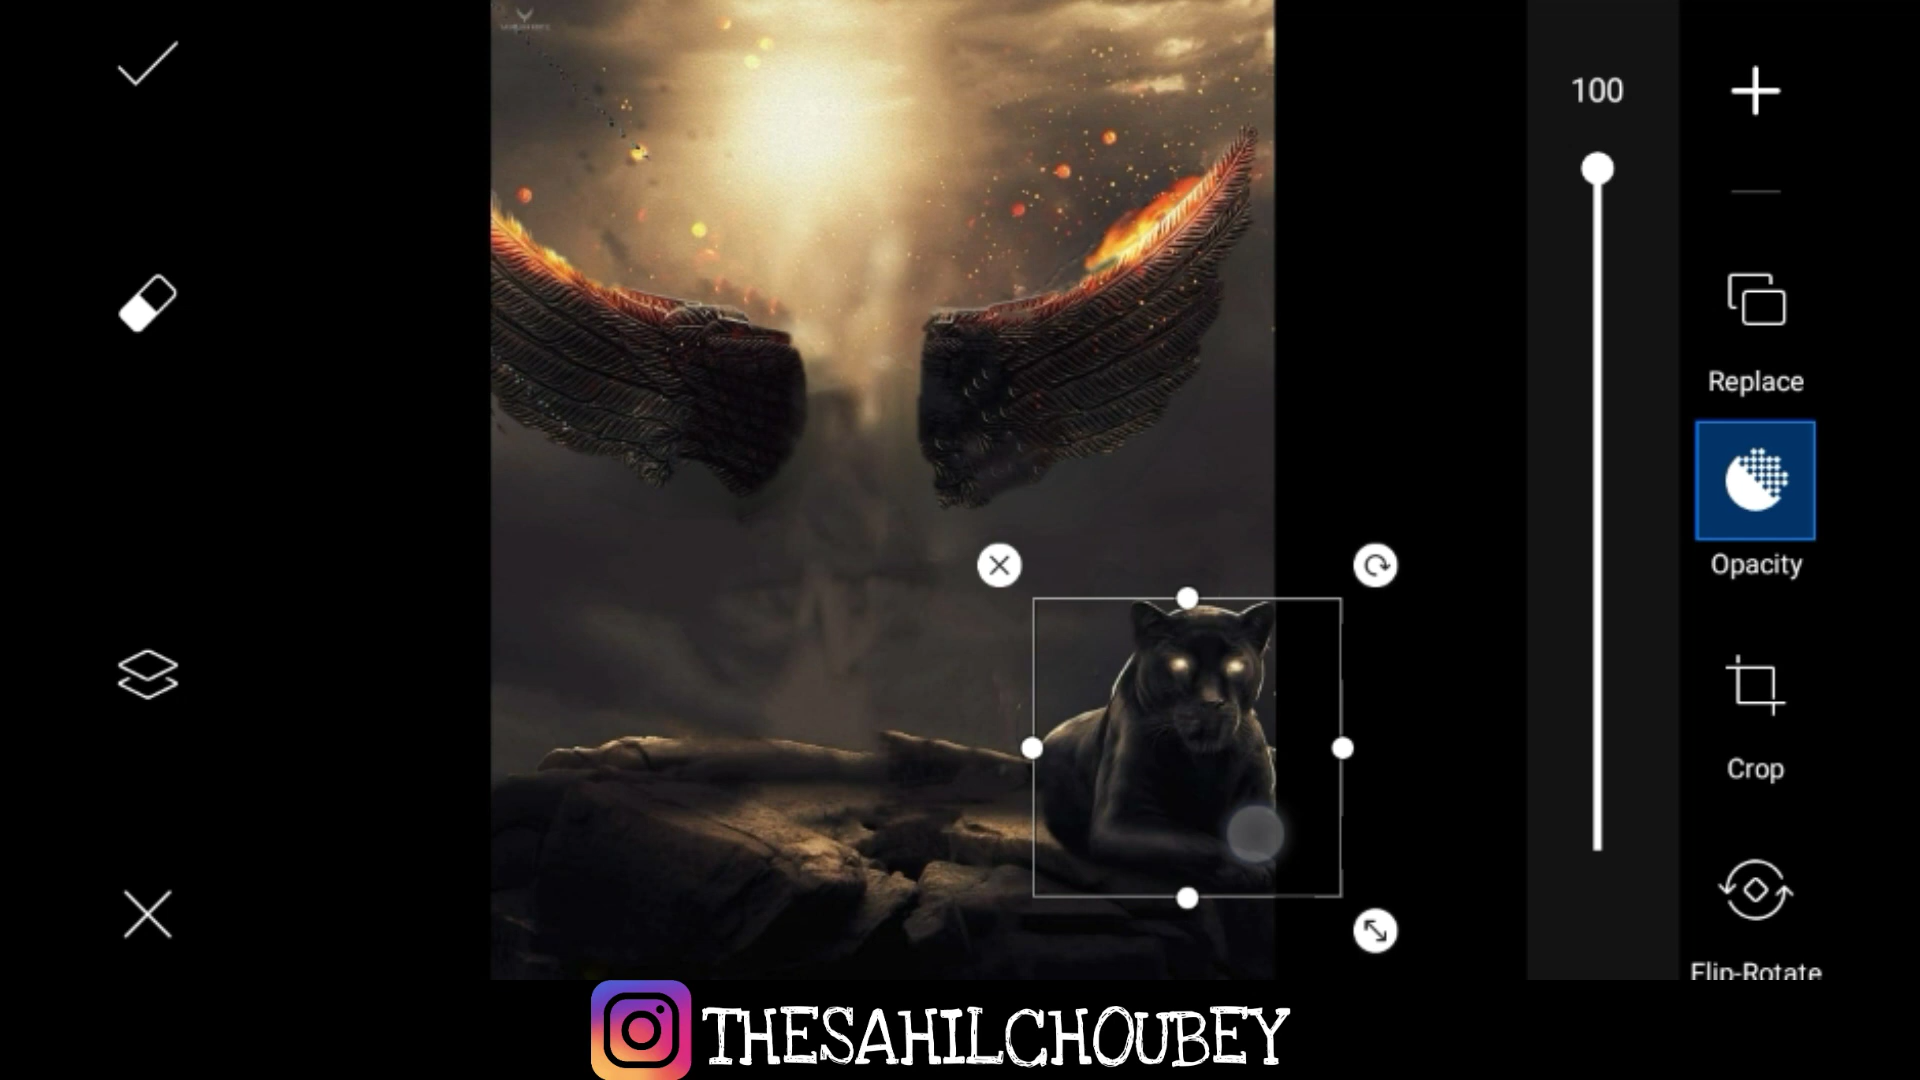 100
Replace
Opacity
Crop
Flip-Rotate
THESAHILCHOUBEY